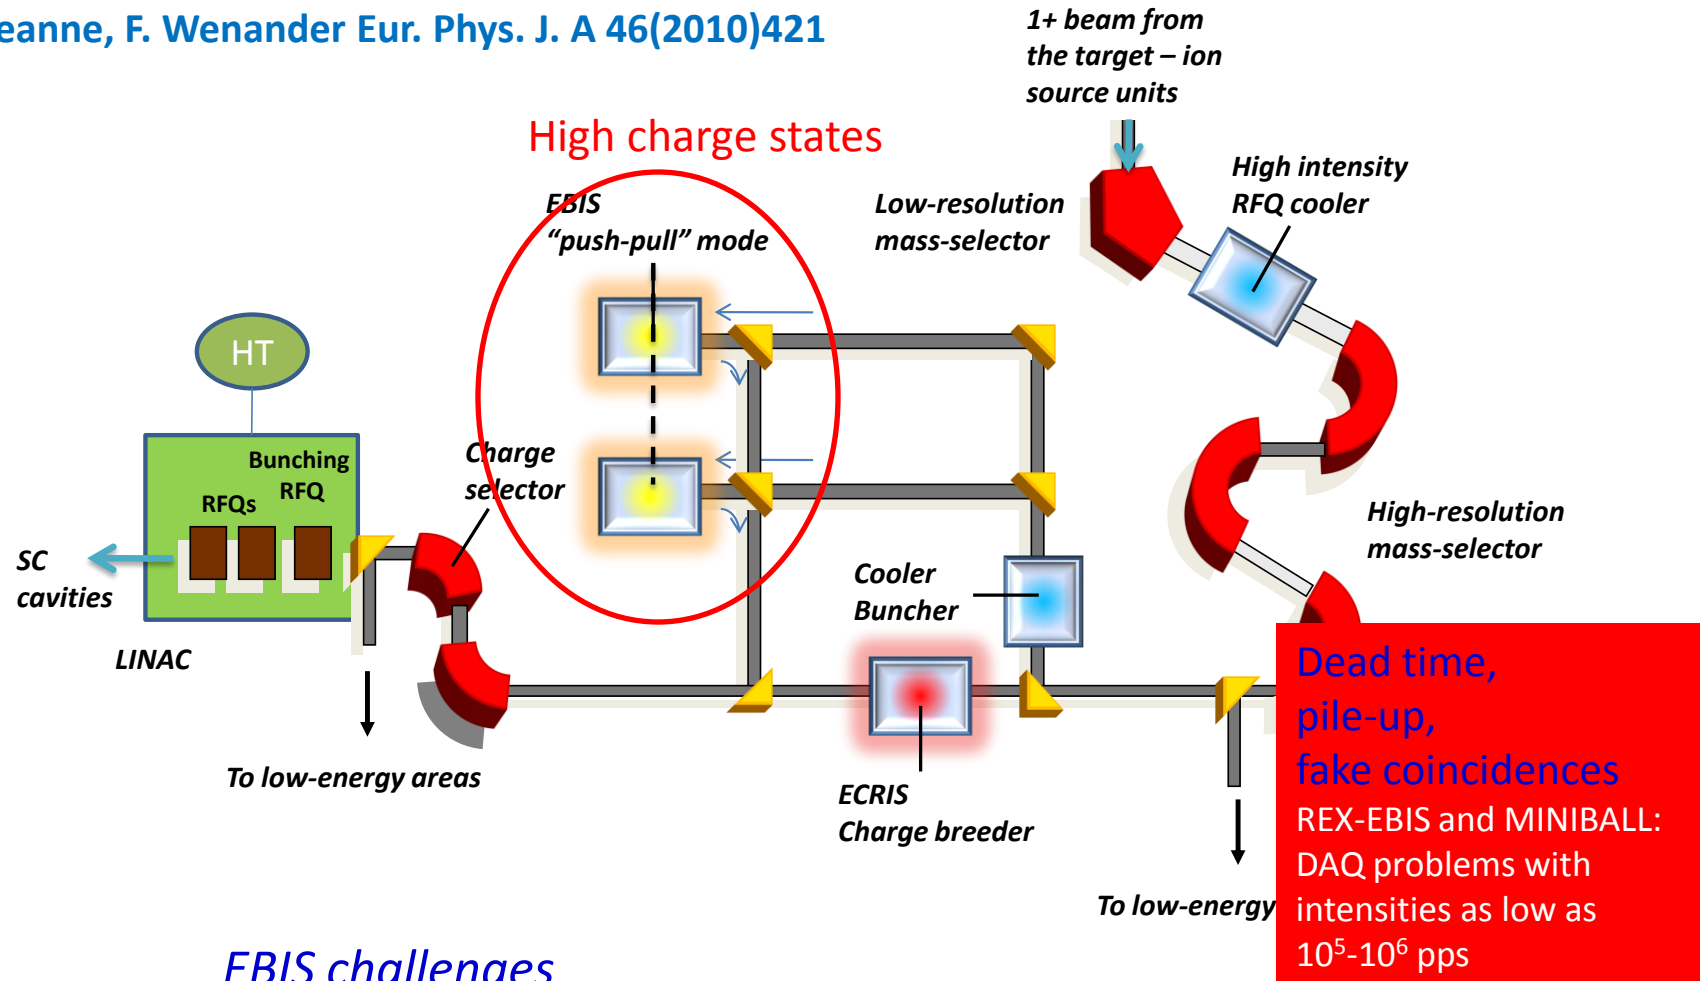 eanne, F. Wenander Eur. Phys. J. A 46(2010)421
1+ beam from
the target – ion
source units
High charge states
High intensity
RFQ cooler
EBIS
“push-pull” mode
Low-resolution
mass-selector
HT
Bunching
RFQ
RFQs
Charge
selector
High-resolution
mass-selector
SC
cavities
Cooler
Buncher
LINAC
To low-energy areas
ECRIS
Charge breeder
To low-energy
Dead time,
pile-up,
fake coincidences
REX-EBIS and MINIBALL:
DAQ problems with
intensities as low as
10⁵-10⁶ pps
EBIS challenges